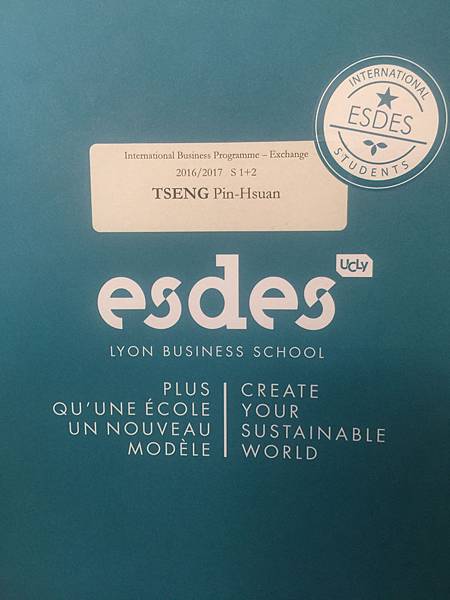 INTERNATIONAL
ESDES
STUDENTS
International Business Programme – Exchange
2016/2017 S 1+2
TSENG Pin-Hsuan
UCLy
esdes
LYON BUSINESS SCHOOL
PLUS
QU'UNE ÉCOLE
UN NOUVEAU
MODÈLE
CREATE
YOUR
SUSTAINABLE
WORLD